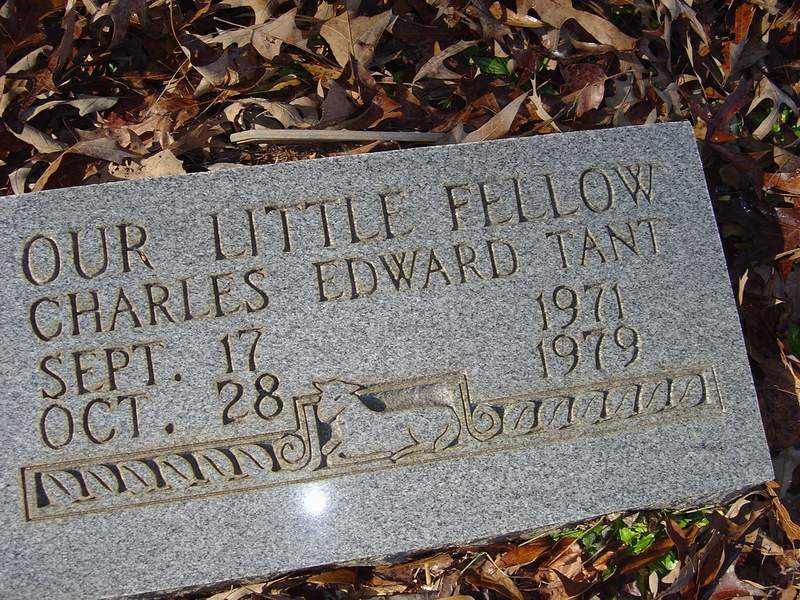 OUR LITTLE FELLOW
CHARLES EDWARD TANT
SEPT. 17 1971
OCT. 28 1979